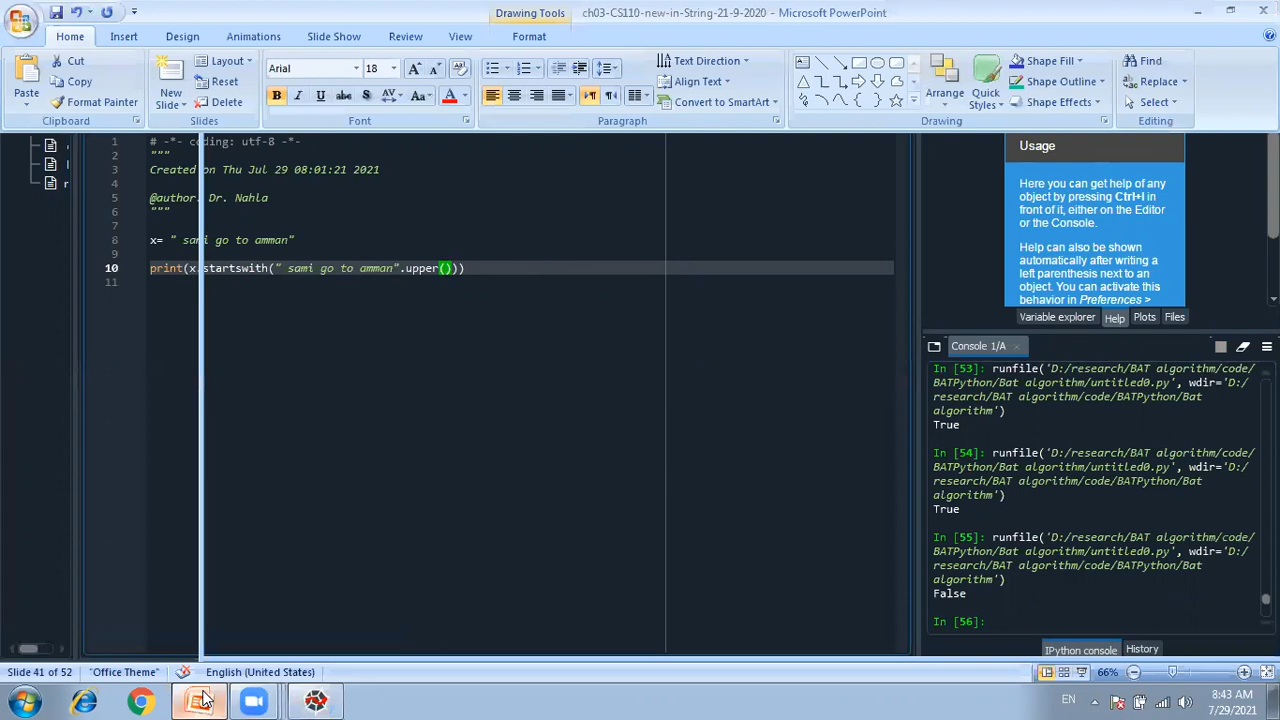 Drawing Tools
ch03-CS110-new-in-String-21-9-2020 - Microsoft PowerPoint
Home
Insert
Design
Animations
Slide Show
Review
View
Format
Paste
Cut
Copy
Format Painter
Clipboard
New
Slide
Layout
Reset
Delete
Slides
Arial
18
B I U abc S AV Aa A
Font
Text Direction
Align Text
Convert to SmartArt
Paragraph
Arrange
Quick
Styles
Shape Fill
Shape Outline
Shape Effects
Drawing
Find
Replace
Select
Editing
1 # -*- coding: utf-8 -*-
2 """
3 Created on Thu Jul 29 08:01:21 2021
4
5 @author: Dr. Nahla
6 """
7
8 x= " sami go to amman"
9
10 print(x.startswith(" sami go to amman".upper()))
11
Usage
Here you can get help of any
object by pressing Ctrl+I in
front of it, either on the Editor
or the Console.
Help can also be shown
automatically after writing a
left parenthesis next to an
object. You can activate this
behavior in Preferences >
Variable explorer
Help
Plots
Files
Console 1/A
In [53]: runfile('D:/research/BAT algorithm/code/
BATPython/Bat algorithm/untitled0.py', wdir='D:/
research/BAT algorithm/code/BATPython/Bat
algorithm')
True
In [54]: runfile('D:/research/BAT algorithm/code/
BATPython/Bat algorithm/untitled0.py', wdir='D:/
research/BAT algorithm/code/BATPython/Bat
algorithm')
True
In [55]: runfile('D:/research/BAT algorithm/code/
BATPython/Bat algorithm/untitled0.py', wdir='D:/
research/BAT algorithm/code/BATPython/Bat
algorithm')
False
In [56]:
IPython console
History
Slide 41 of 52
"Office Theme"
English (United States)
66%
EN
8:43 AM
7/29/2021